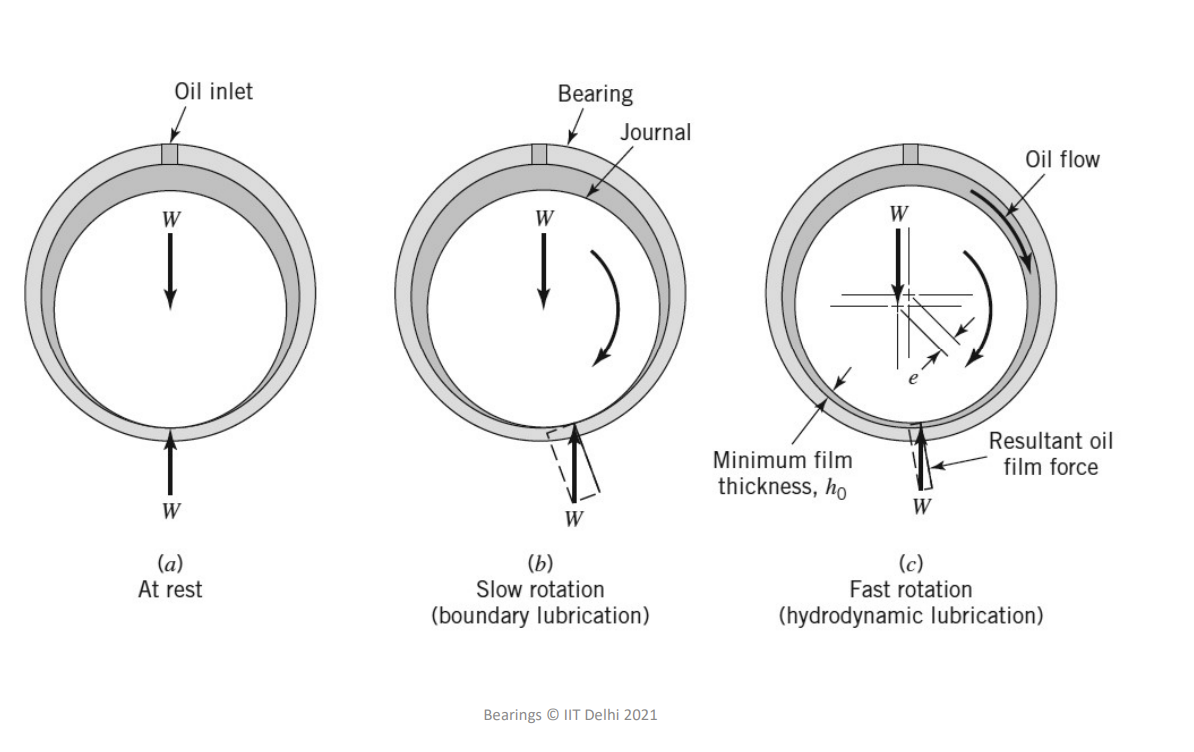 Oil inlet
W
W
(a)
At rest
Bearing
Journal
W
W
(b)
Slow rotation
(boundary lubrication)
Oil flow
W
e
Minimum film
thickness, h0
Resultant oil
film force
W
(c)
Fast rotation
(hydrodynamic lubrication)
Bearings © IIT Delhi 2021